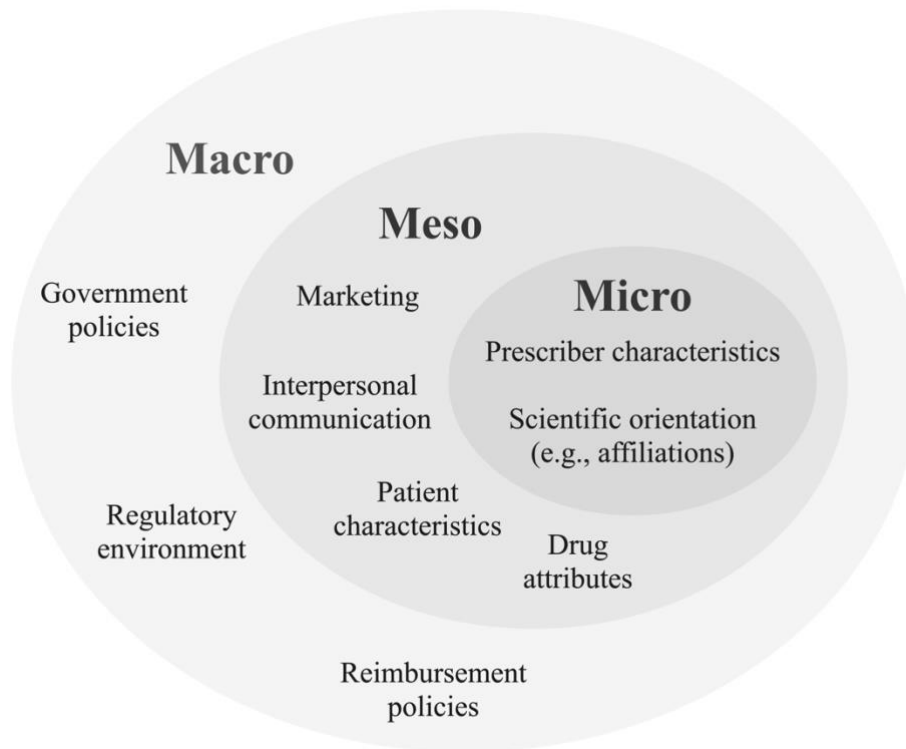 Macro
Meso
Micro
Government
policies
Marketing
Prescriber characteristics
Interpersonal
communication
Scientific orientation
(e.g., affiliations)
Patient
characteristics
Regulatory
environment
Drug
attributes
Reimbursement
policies